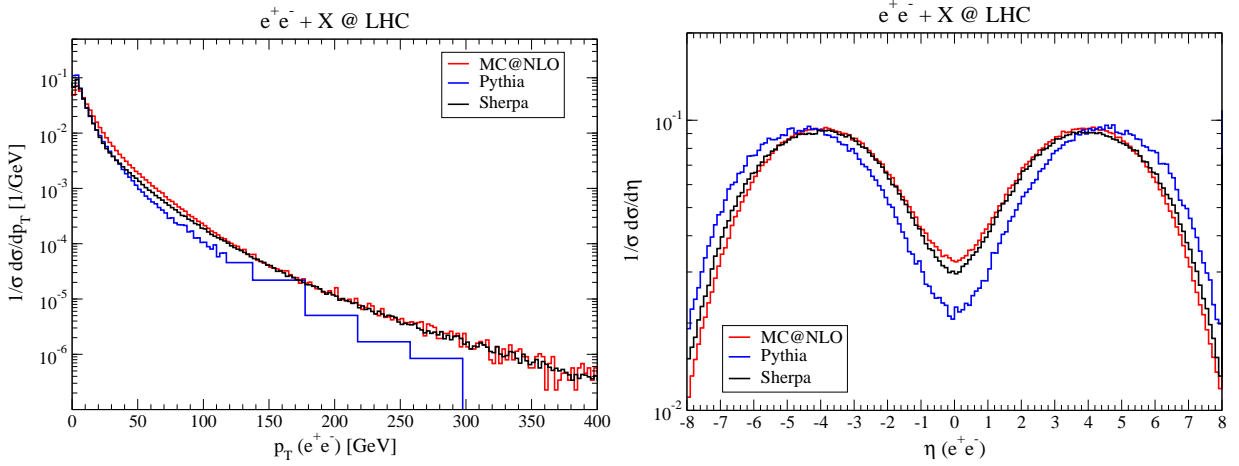 e⁺e⁻ + X @ LHC
1/σ dσ/dp_T [1/GeV]
10⁻¹
10⁻²
10⁻³
10⁻⁴
10⁻⁵
10⁻⁶
MC@NLO
Pythia
Sherpa
0 50 100 150 200 250 300 350 400
p_T (e⁺e⁻) [GeV]
e⁺e⁻ + X @ LHC
1/σ dσ/dη
10⁻¹
10⁻²
MC@NLO
Pythia
Sherpa
-8 -7 -6 -5 -4 -3 -2 -1 0 1 2 3 4 5 6 7 8
η (e⁺e⁻)